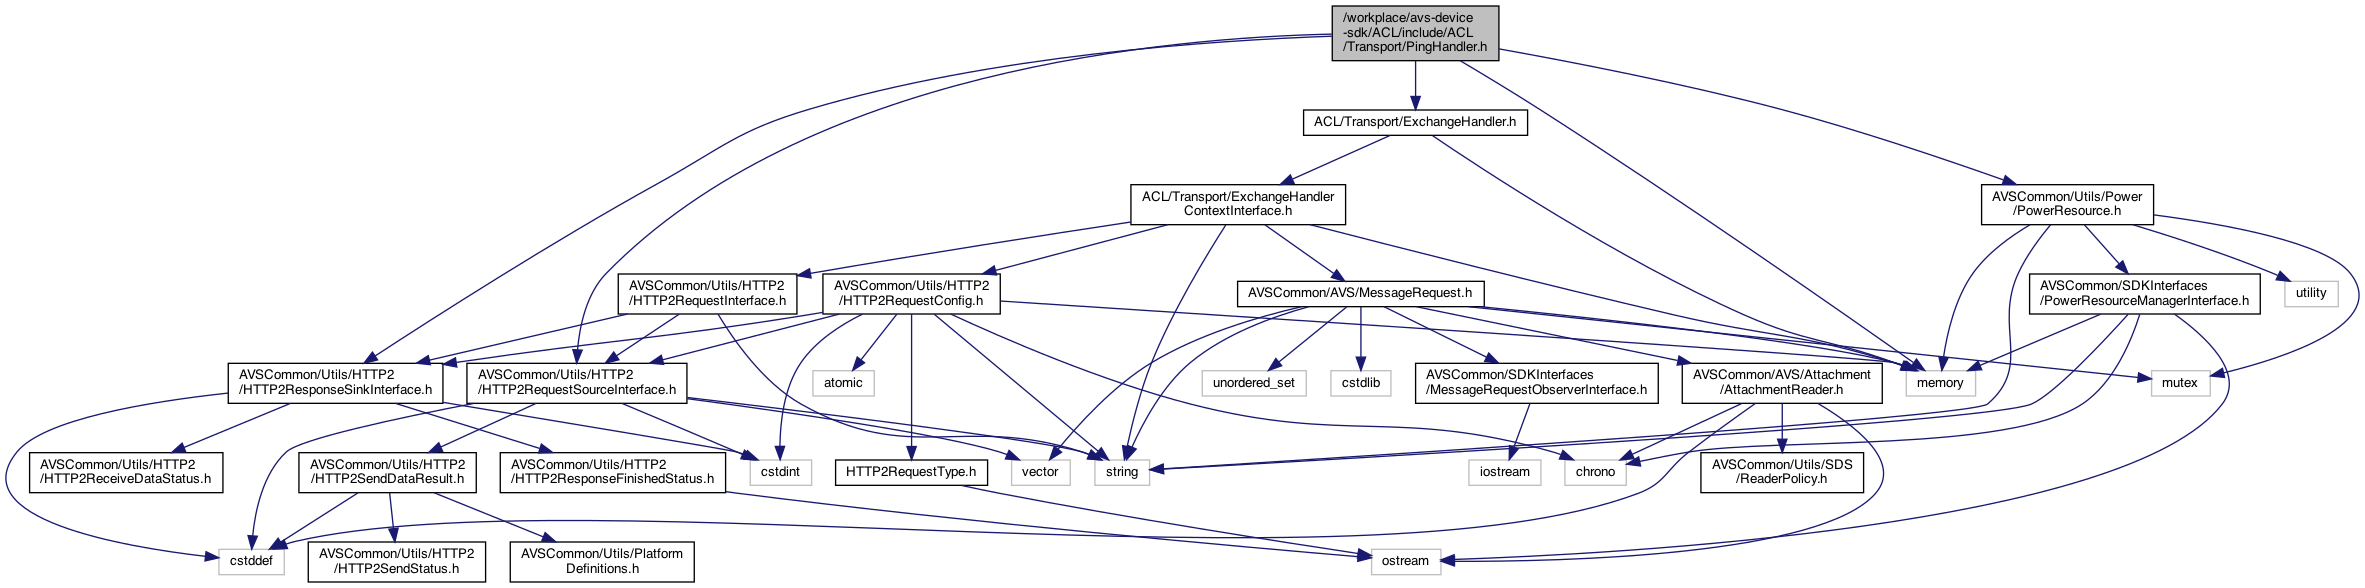 /workplace/avs-device
-sdk/ACL/include/ACL
/Transport/PingHandler.h
ACL/Transport/ExchangeHandler.h
ACL/Transport/ExchangeHandler
ContextInterface.h
AVSCommon/Utils/Power
/PowerResource.h
AVSCommon/Utils/HTTP2
/HTTP2RequestInterface.h
AVSCommon/Utils/HTTP2
/HTTP2RequestConfig.h
AVSCommon/AVS/MessageRequest.h
AVSCommon/SDKInterfaces
/PowerResourceManagerInterface.h
utility
AVSCommon/Utils/HTTP2
/HTTP2ResponseSinkInterface.h
AVSCommon/Utils/HTTP2
/HTTP2RequestSourceInterface.h
atomic
unordered_set
cstdlib
AVSCommon/SDKInterfaces
/MessageRequestObserverInterface.h
AVSCommon/AVS/Attachment
/AttachmentReader.h
memory
mutex
AVSCommon/Utils/HTTP2
/HTTP2ReceiveDataStatus.h
AVSCommon/Utils/HTTP2
/HTTP2SendDataResult.h
AVSCommon/Utils/HTTP2
/HTTP2ResponseFinishedStatus.h
cstdint
HTTP2RequestType.h
vector
string
iostream
chrono
AVSCommon/Utils/SDS
/ReaderPolicy.h
cstddef
AVSCommon/Utils/HTTP2
/HTTP2SendStatus.h
AVSCommon/Utils/Platform
Definitions.h
ostream